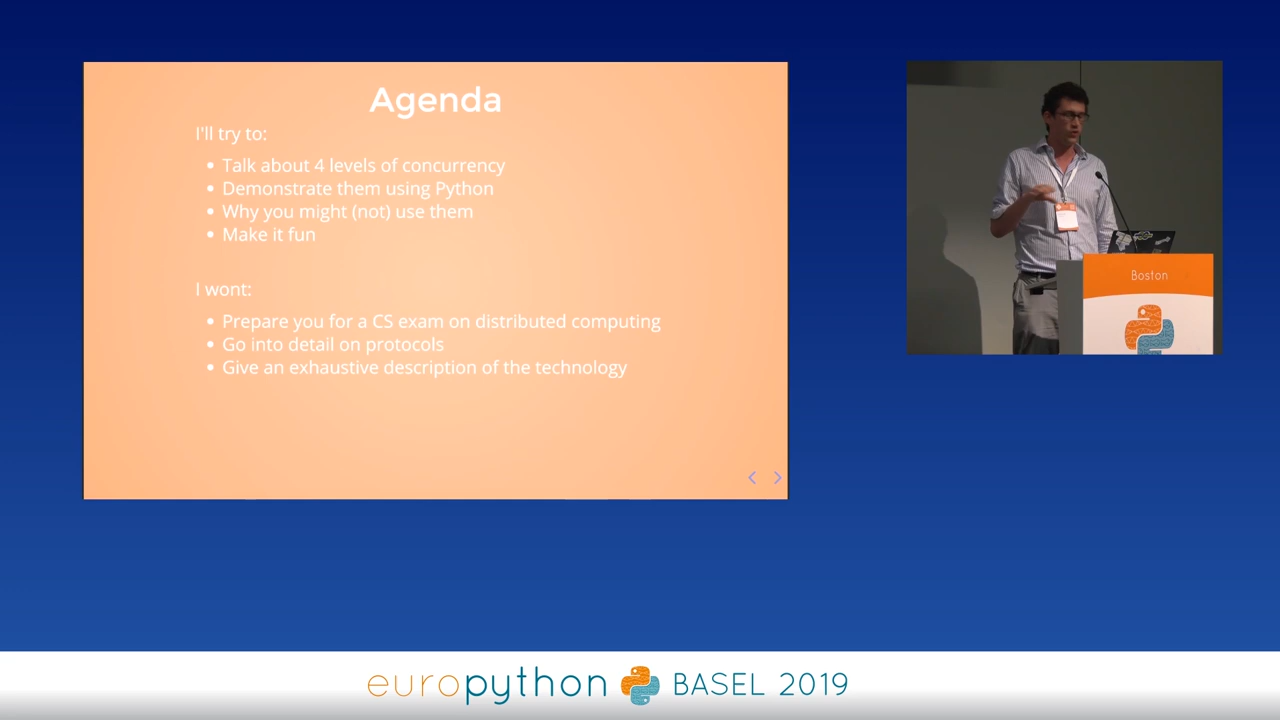 Agenda
I'll try to:
• Talk about 4 levels of concurrency
• Demonstrate them using Python
• Why you might (not) use them
• Make it fun
I wont:
• Prepare you for a CS exam on distributed computing
• Go into detail on protocols
• Give an exhaustive description of the technology
Boston
europython BASEL 2019